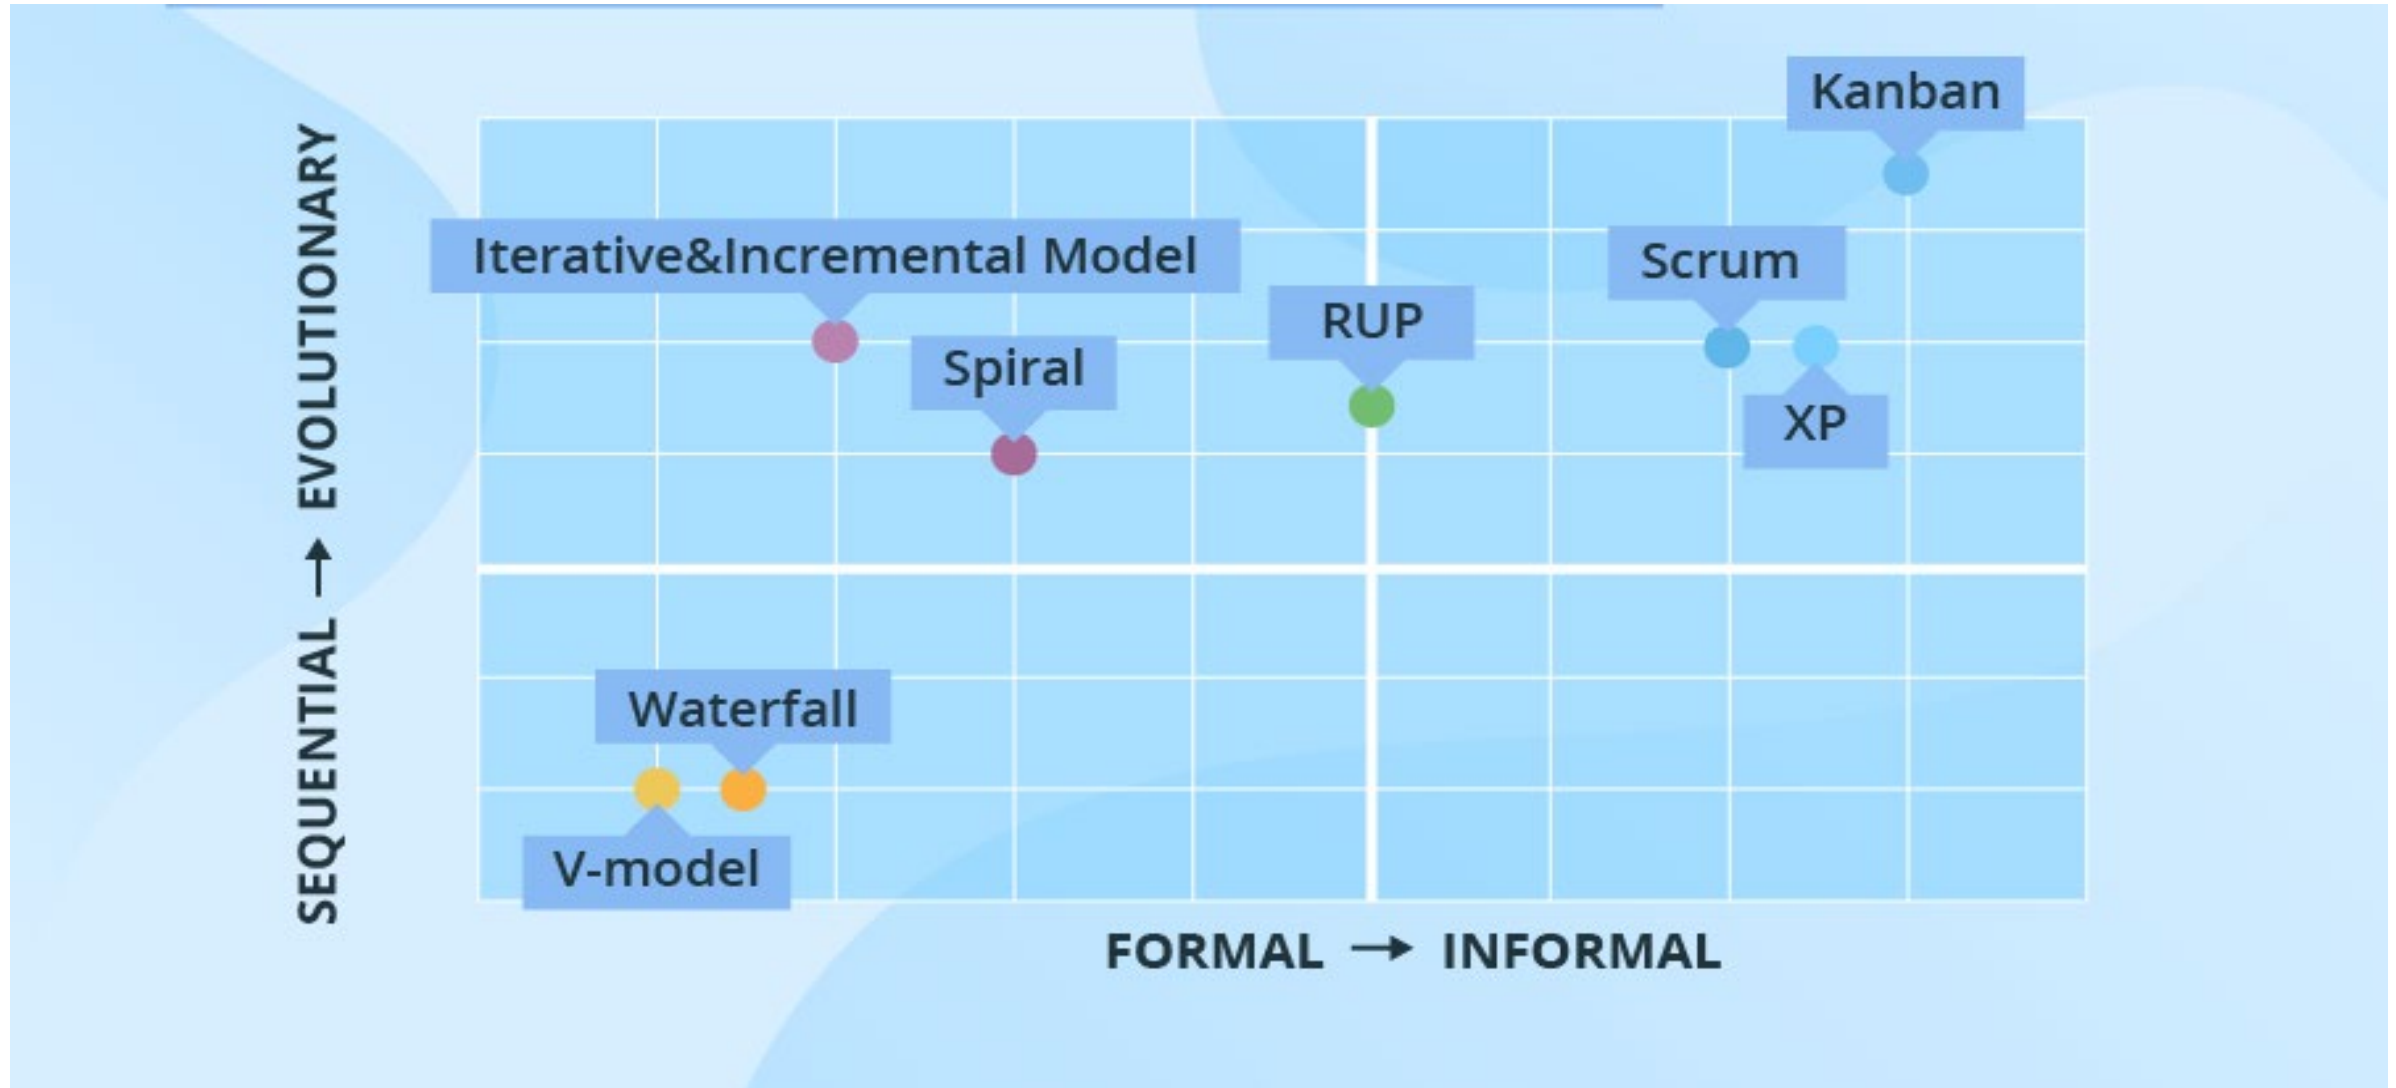 Kanban
Iterative&Incremental Model
Scrum
RUP
Spiral
XP
Waterfall
V-model
SEQUENTIAL → EVOLUTIONARY
FORMAL → INFORMAL